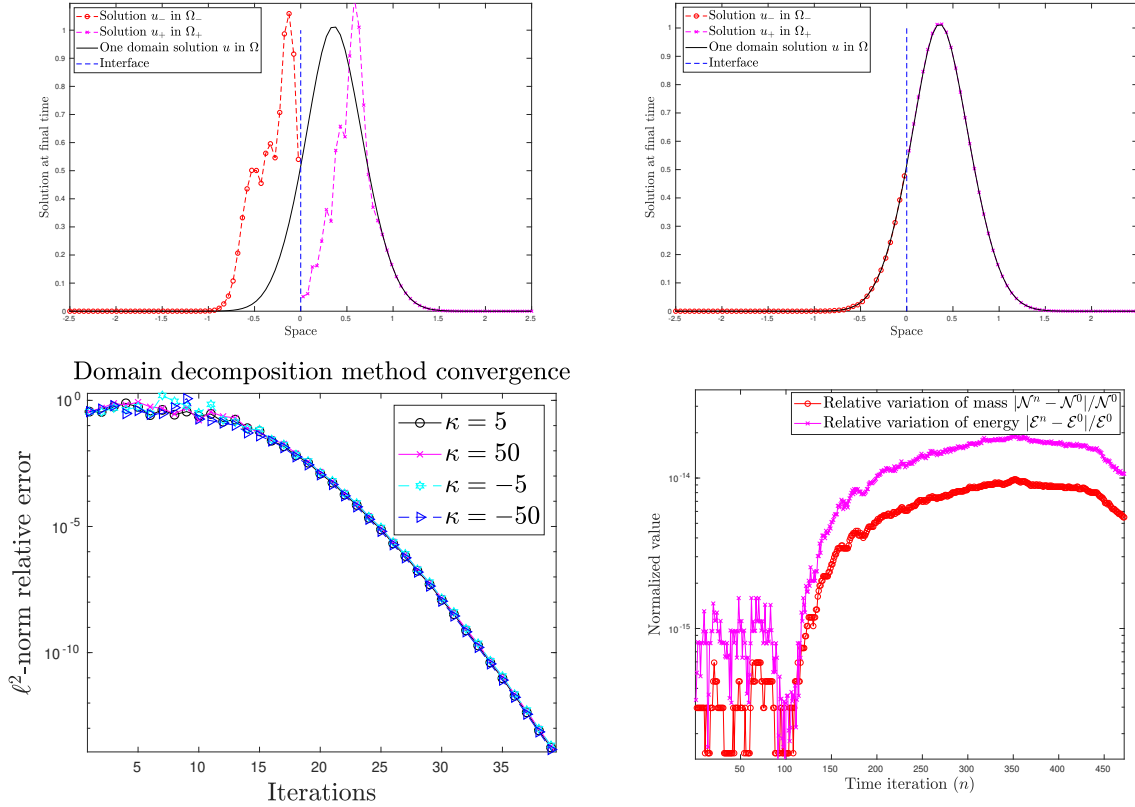 Solution u₋ in Ω₋
Solution u₊ in Ω₊
One domain solution u in Ω
Interface
Solution at final time
1
0.9
0.8
0.7
0.6
0.5
0.4
0.3
0.2
0.1
0
-2.5
-2
-1.5
-1
-0.5
0
0.5
1
1.5
2
2.5
Space
Solution u₋ in Ω₋
Solution u₊ in Ω₊
One domain solution u in Ω
Interface
Solution at final time
1
0.9
0.8
0.7
0.6
0.5
0.4
0.3
0.2
0.1
0
-2.5
-2
-1.5
-1
-0.5
0
0.5
1
1.5
2
Space
Domain decomposition method convergence
κ = 5
κ = 50
κ = −5
κ = −50
ℓ²-norm relative error
10⁰
10⁻⁵
10⁻¹⁰
5
10
15
20
25
30
35
Iterations
Relative variation of mass |𝒩ⁿ − 𝒩⁰|/𝒩⁰
Relative variation of energy |ℰⁿ − ℰ⁰|/ℰ⁰
Normalized value
10⁻¹⁴
10⁻¹⁵
50
100
150
200
250
300
350
400
450
Time iteration (n)